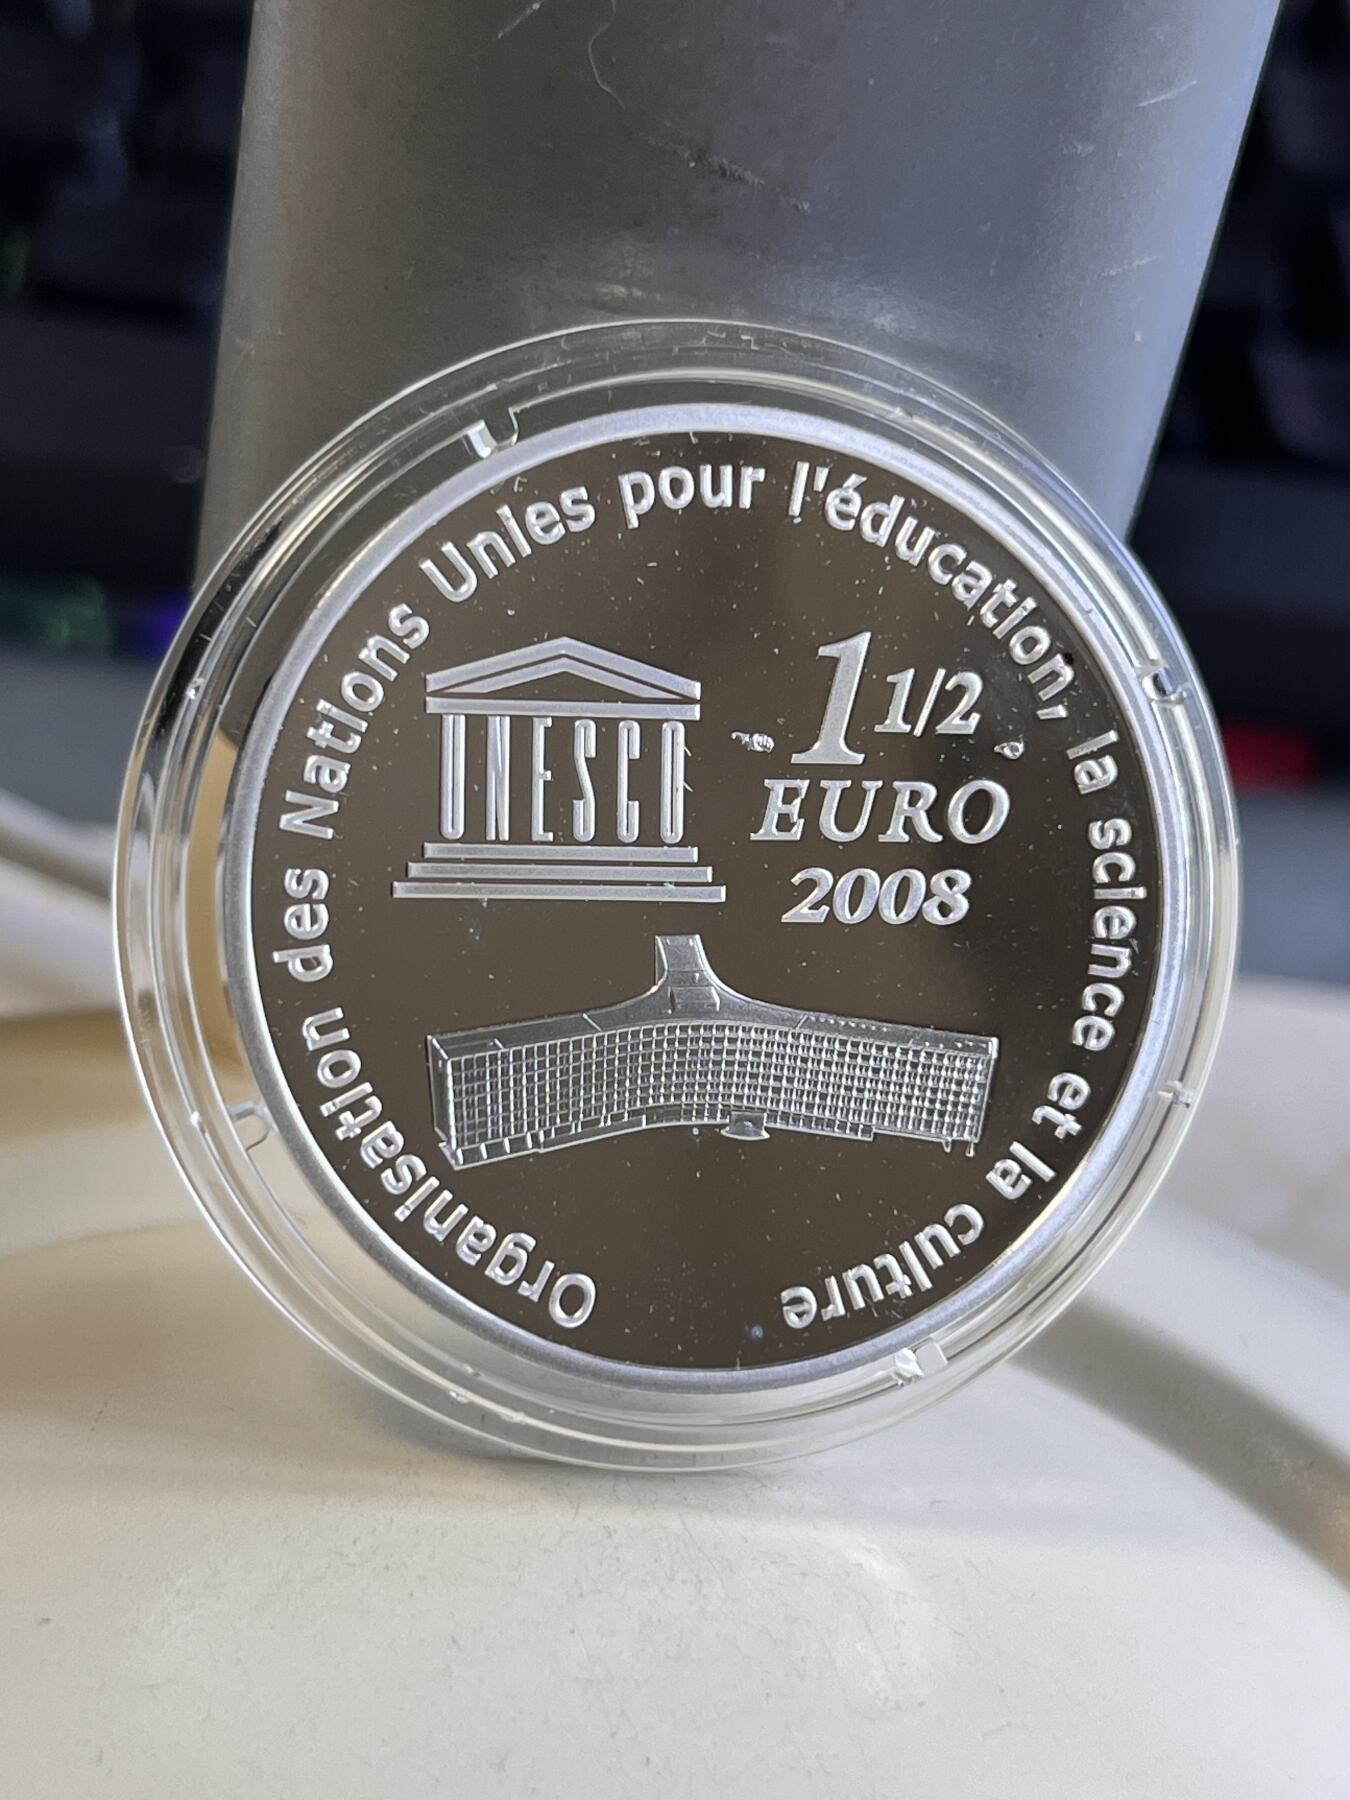 Organisation des Nations Unies pour l'éducation, la science et la culture
UNESCO
1 1/2
EURO
2008